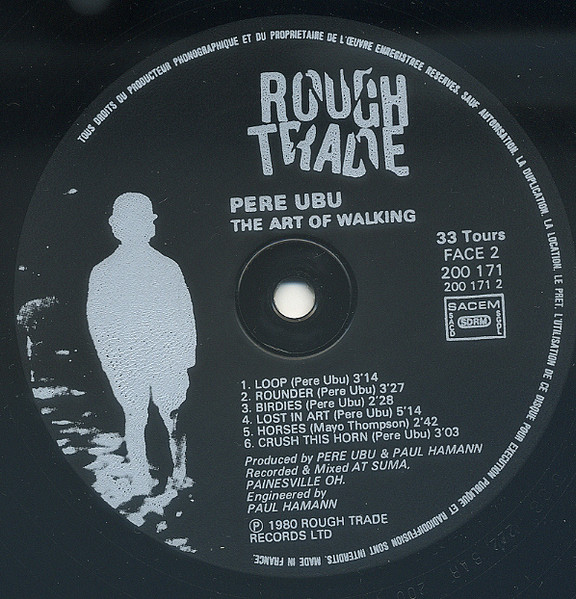 TOUS DROITS DU PRODUCTEUR PHONOGRAPHIQUE ET DU PROPRIETAIRE DE L'ŒUVRE ENREGISTREE RESERVES. SAUF AUTORISATION, LA DUPLICATION, LA LOCATION, LE PRET, L'UTILISATION DE CE DISQUE POUR EXECUTION PUBLIQUE ET RADIODIFFUSION SONT INTERDITS. MADE IN FRANCE.
ROUGH
TRADE
PERE UBU
THE ART OF WALKING
33 Tours
FACE 2
200 171
200 171 2
SACEM
SACD
SDRM
SGDL
1. LOOP (Pere Ubu) 3'14
2. ROUNDER (Pere Ubu) 3'27
3. BIRDIES (Pere Ubu) 2'28
4. LOST IN ART (Pere Ubu) 5'14
5. HORSES (Mayo Thompson) 2'42
6. CRUSH THIS HORN (Pere Ubu) 3'03
Produced by PERE UBU & PAUL HAMANN
Recorded & Mixed AT SUMA,
PAINESVILLE OH.
Engineered by
PAUL HAMANN
Ⓟ 1980 ROUGH TRADE
RECORDS LTD